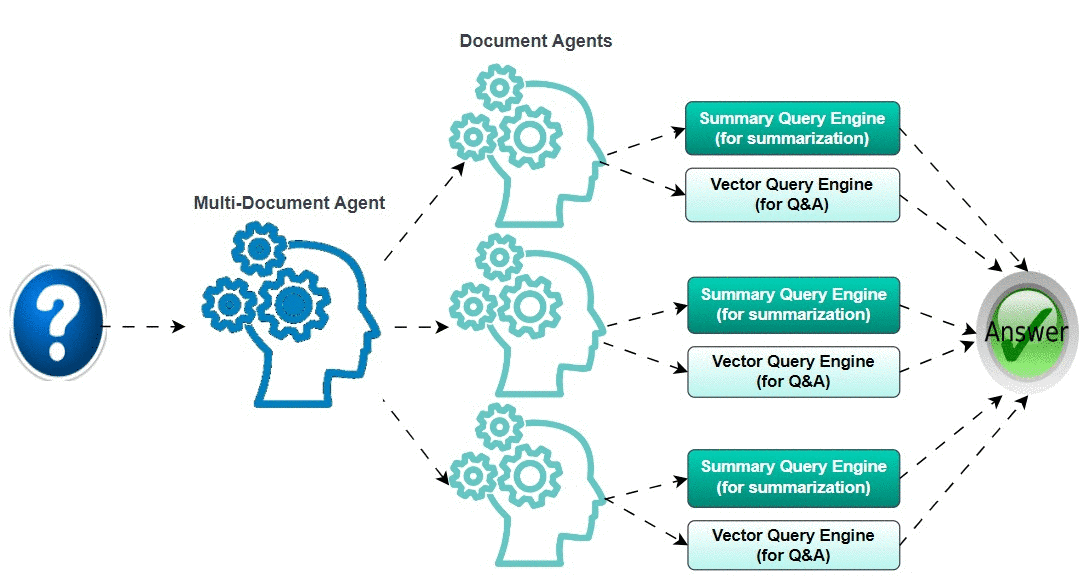 Document Agents
Multi-Document Agent
?
Summary Query Engine
(for summarization)
Vector Query Engine
(for Q&A)
Summary Query Engine
(for summarization)
Vector Query Engine
(for Q&A)
Summary Query Engine
(for summarization)
Vector Query Engine
(for Q&A)
Answer